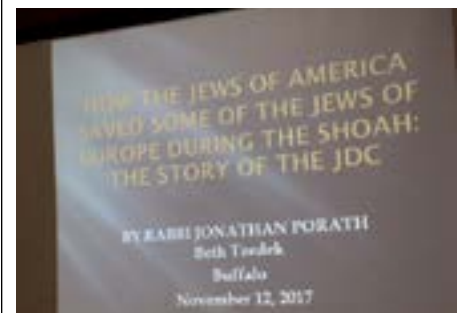 HOW THE JEWS OF AMERICA
SAVED SOME OF THE JEWS OF
EUROPE DURING THE SHOAH:
THE STORY OF THE JDC
BY RABBI JONATHAN PORATH
Beth Tzedek
Buffalo
November 12, 2017